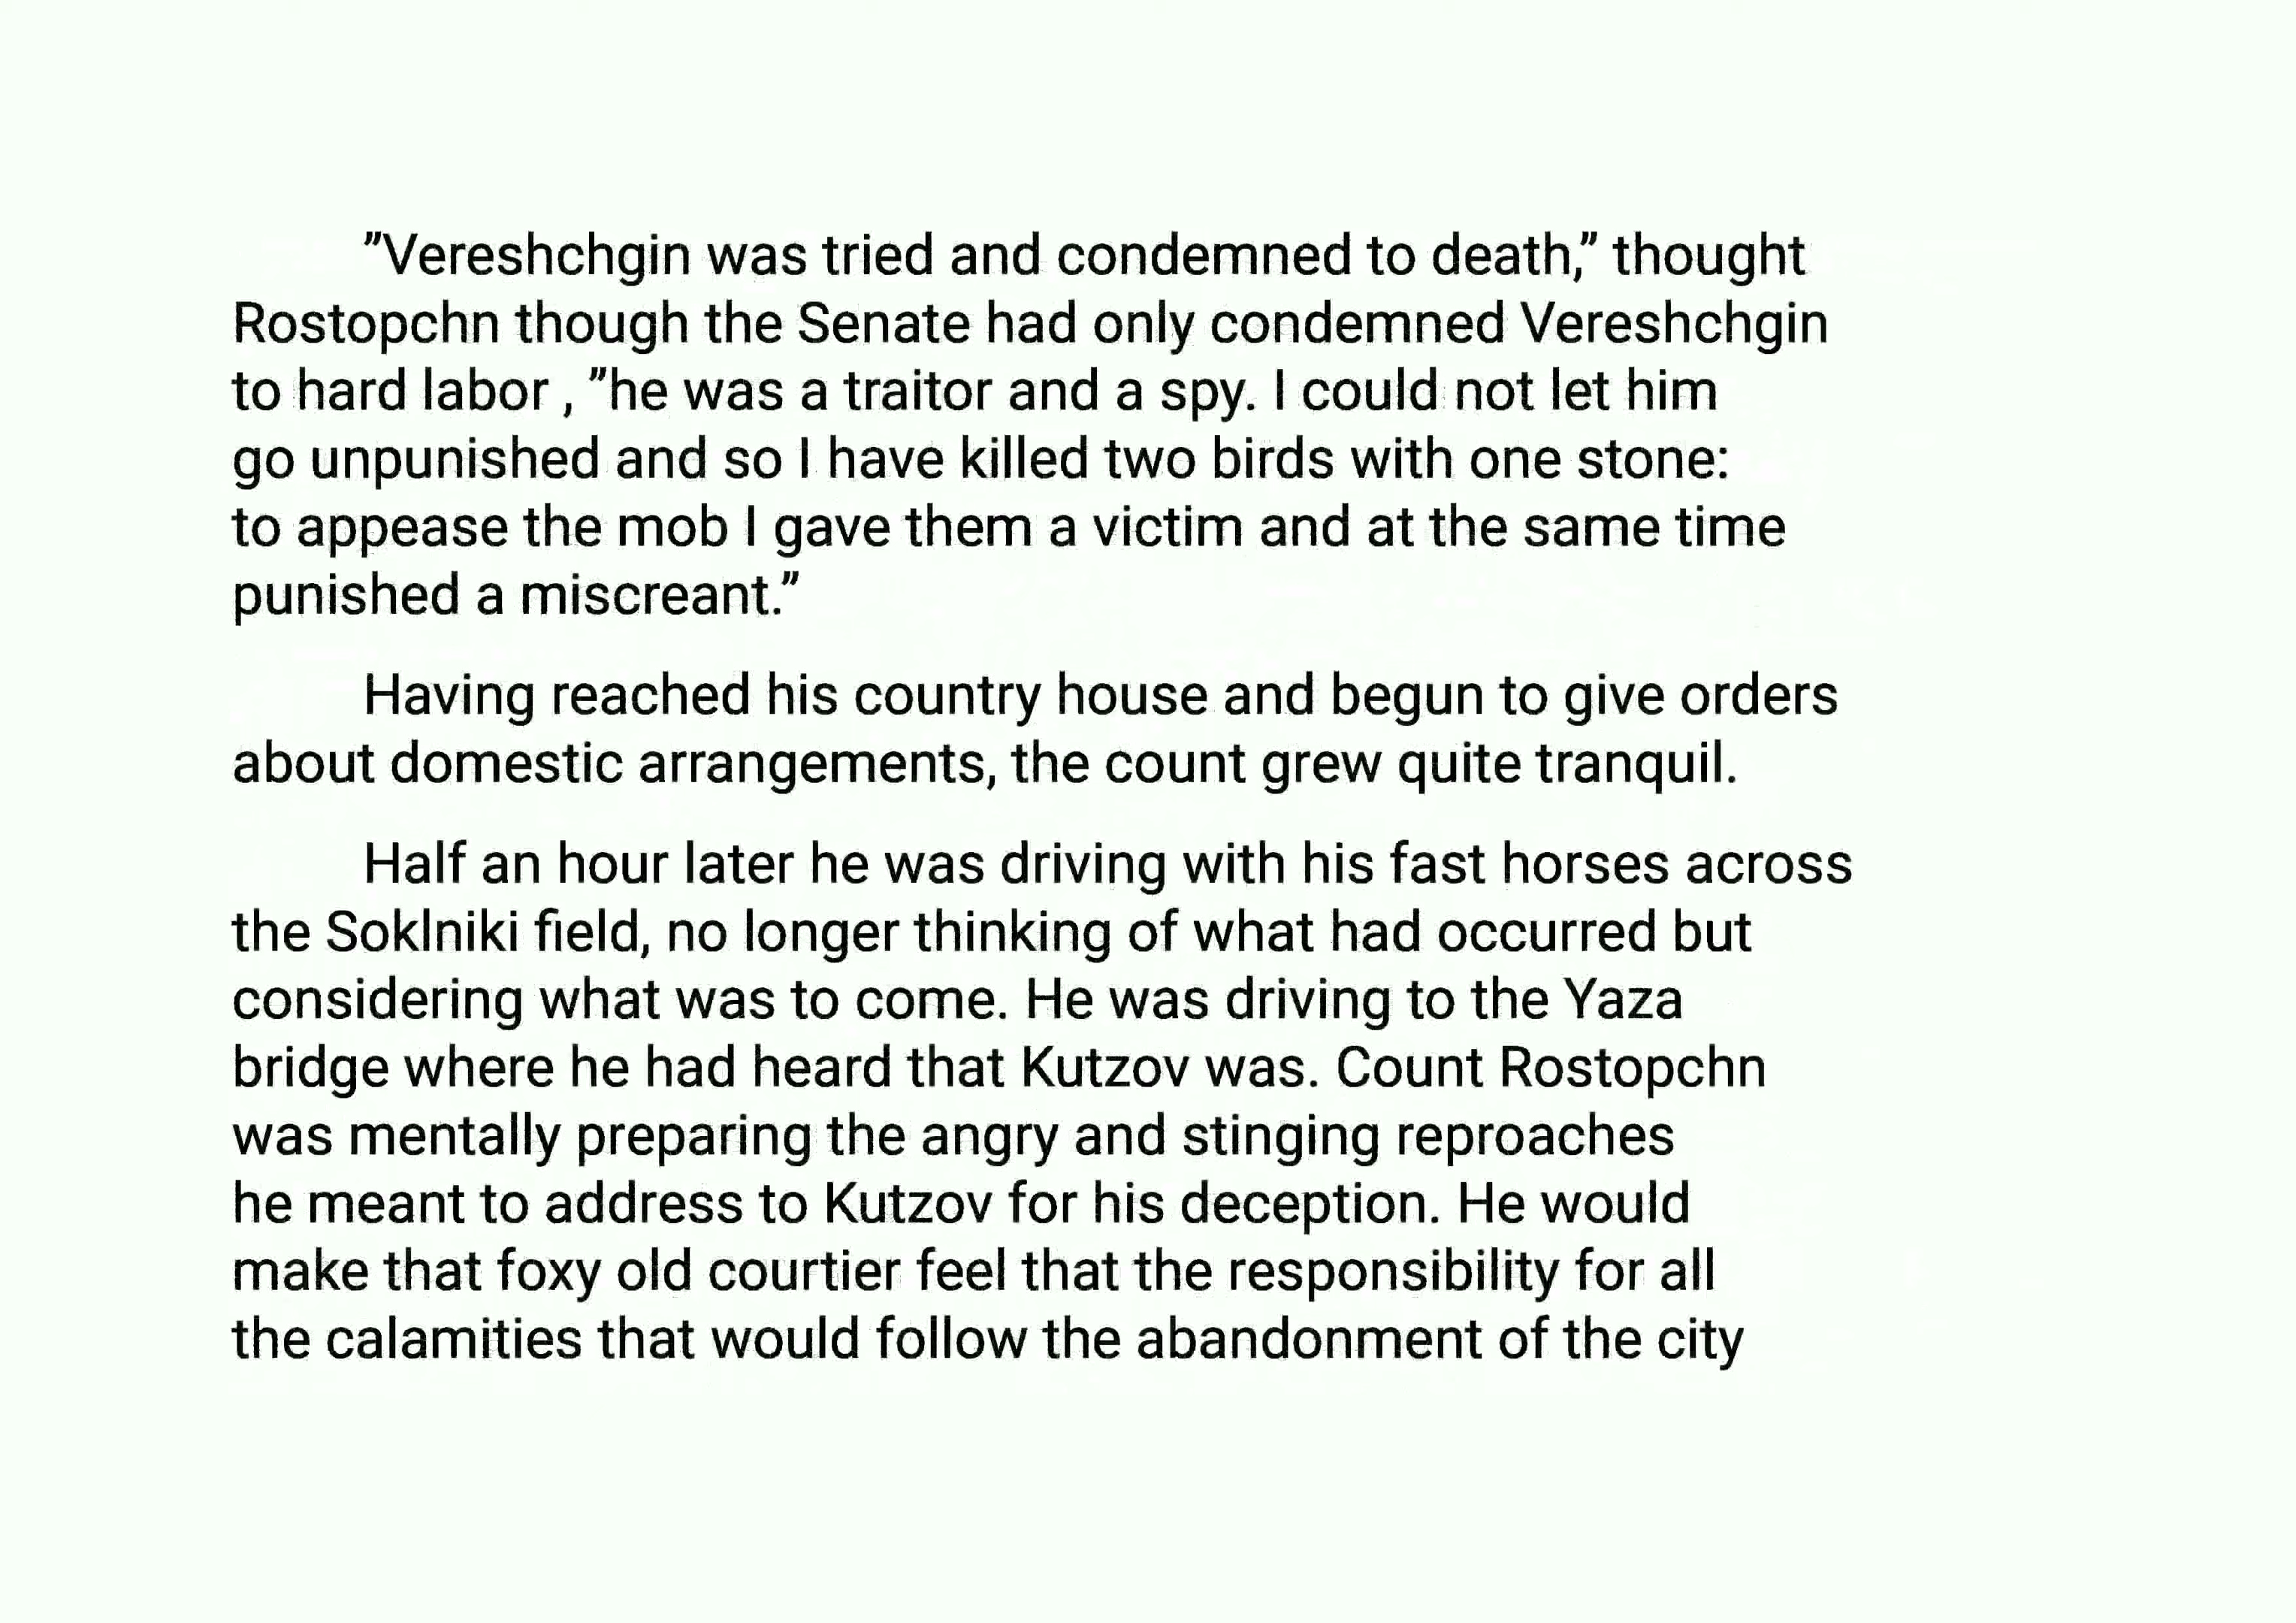 ”Vereshchgin was tried and condemned to death,” thought
Rostopchn though the Senate had only condemned Vereshchgin
to hard labor , ”he was a traitor and a spy. I could not let him
go unpunished and so I have killed two birds with one stone:
to appease the mob I gave them a victim and at the same time
punished a miscreant.”
Having reached his country house and begun to give orders
about domestic arrangements, the count grew quite tranquil.
Half an hour later he was driving with his fast horses across
the Soklniki field, no longer thinking of what had occurred but
considering what was to come. He was driving to the Yaza
bridge where he had heard that Kutzov was. Count Rostopchn
was mentally preparing the angry and stinging reproaches
he meant to address to Kutzov for his deception. He would
make that foxy old courtier feel that the responsibility for all
the calamities that would follow the abandonment of the city